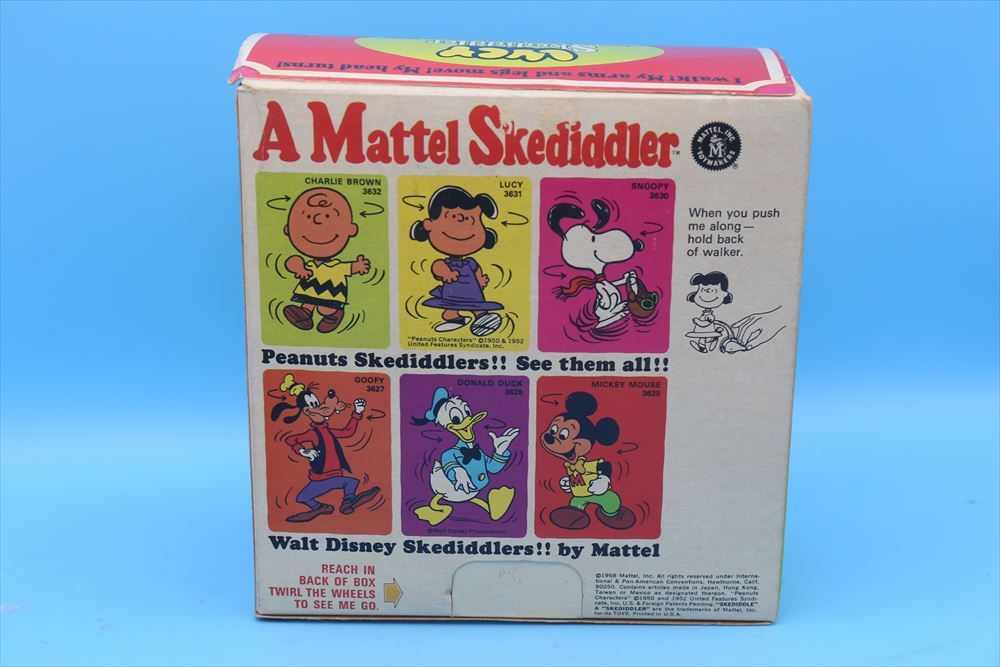 I walk! My arms and legs move! My head turns!
LUCY
Skediddler
A Mattel Skediddler™
MATTEL, INC.
M
TOYMAKERS
®
CHARLIE BROWN
3632
LUCY
3631
SNOOPY
3630
"Peanuts Characters" ©1950 & 1952
United Features Syndicate, Inc.
When you push
me along—
hold back
of walker.
Peanuts Skediddlers!! See them all!!
GOOFY
3627
DONALD DUCK
3628
MICKEY MOUSE
3629
M
©Walt Disney Productions
Walt Disney Skediddlers!! by Mattel
REACH IN
BACK OF BOX
TWIRL THE WHEELS
TO SEE ME GO.
©1968 Mattel, Inc. All rights reserved under Interna-
tional & Pan-American Conventions, Hawthorne, Calif.
90250. Contains articles made in Japan, Hong Kong,
Taiwan or Mexico as designated thereon. "Peanuts
Characters" ©1950 and 1952 United Features Syndi-
cate, Inc. U.S. & Foreign Patents Pending. "SKEDIDDLE"
& "SKEDIDDLER" are the trademarks of Mattel, Inc.
for its TOYS. Printed in U.S.A.